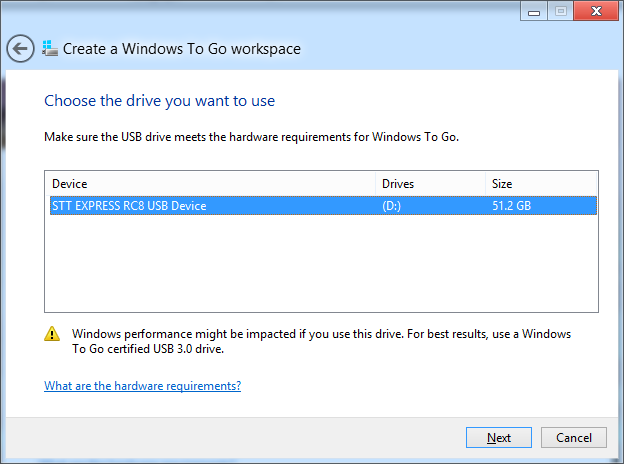 Create a Windows To Go workspace
Choose the drive you want to use
Make sure the USB drive meets the hardware requirements for Windows To Go.
Device Drives Size
STT EXPRESS RC8 USB Device (D:) 51.2 GB
Windows performance might be impacted if you use this drive. For best results, use a Windows
To Go certified USB 3.0 drive.
What are the hardware requirements?
Next Cancel